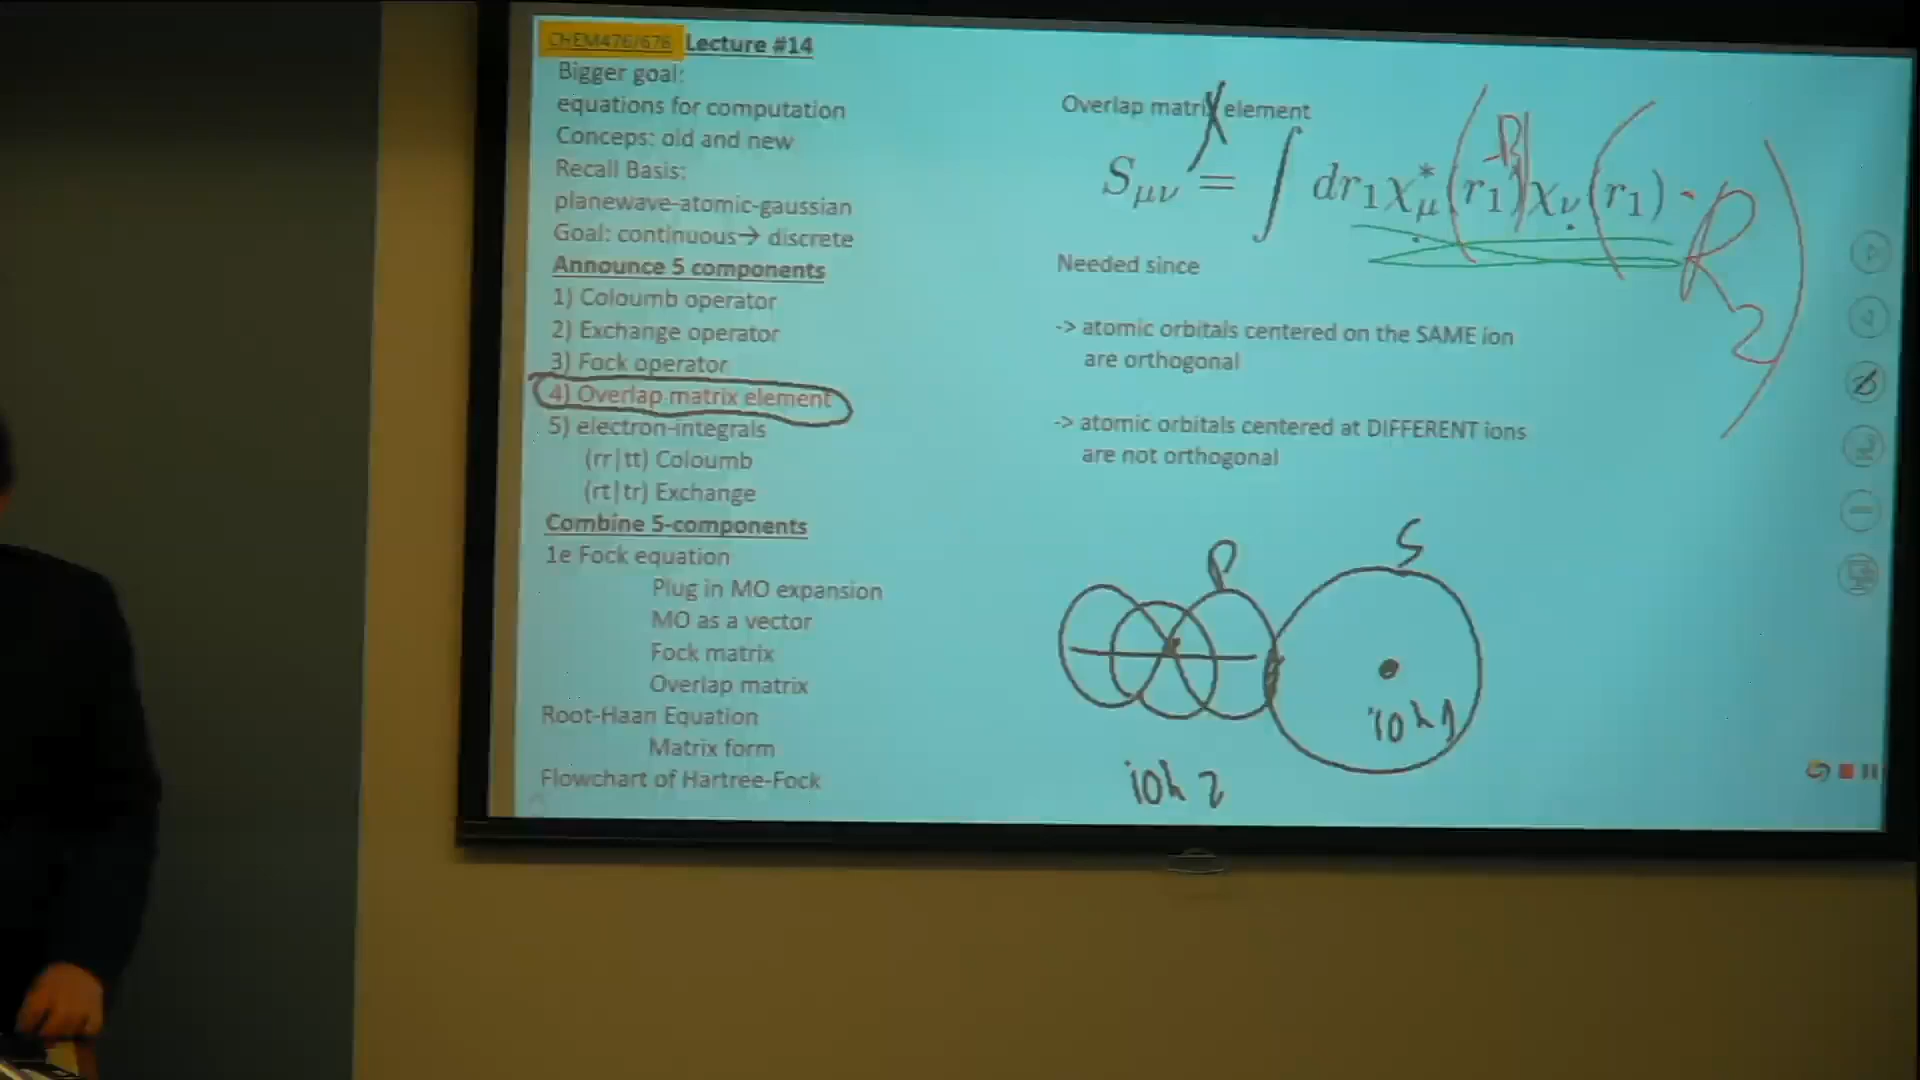 CHEM476/676 Lecture #14
Bigger goal:
equations for computation
Conceps: old and new
Recall Basis:
planewave-atomic-gaussian
Goal: continuous→ discrete
Announce 5 components
1) Coloumb operator
2) Exchange operator
3) Fock operator
4) Overlap matrix element
5) electron-integrals
(rr|tt) Coloumb
(rt|tr) Exchange
Combine 5-components
1e Fock equation
Plug in MO expansion
MO as a vector
Fock matrix
Overlap matrix
Root-Haan Equation
Matrix form
Flowchart of Hartree-Fock
Overlap matrix element
S_μν = ∫ dr₁χ*_μ(r₁)χ_ν(r₁) - R₂
Needed since
-> atomic orbitals centered on the SAME ion
are orthogonal
-> atomic orbitals centered at DIFFERENT ions
are not orthogonal
P
S
ion 1
ion 2